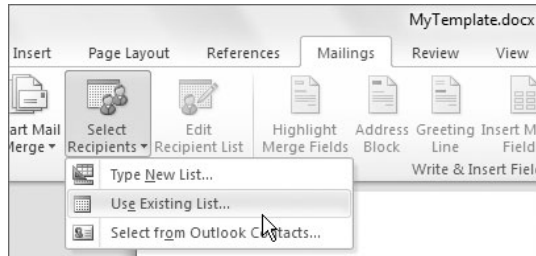 MyTemplate.docx
Insert Page Layout References Mailings Review View
art Mail Select Edit Highlight Address Greeting Insert M
Merge Recipients Recipient List Merge Fields Block Line Field
Write & Insert Fiel
Type New List...
Use Existing List...
Select from Outlook Contacts...